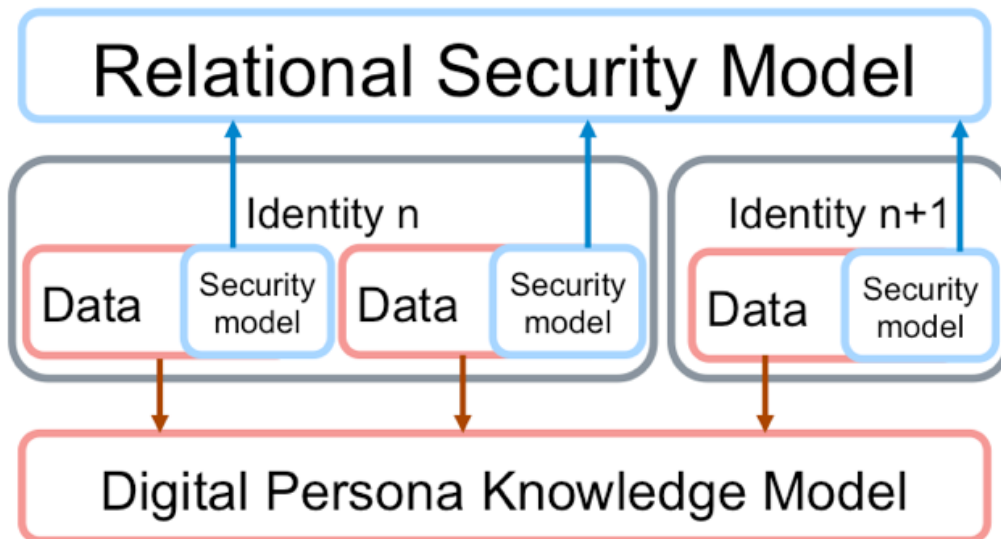 Relational Security Model
Identity n
Identity n+1
Data
Security
model
Data
Security
model
Data
Security
model
Digital Persona Knowledge Model